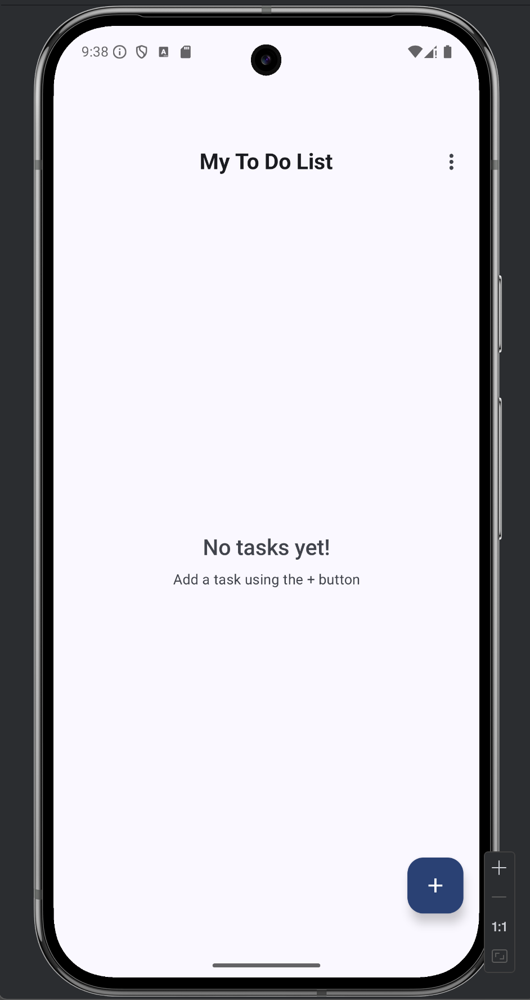 9:38
My To Do List
No tasks yet!
Add a task using the + button
+
1:1